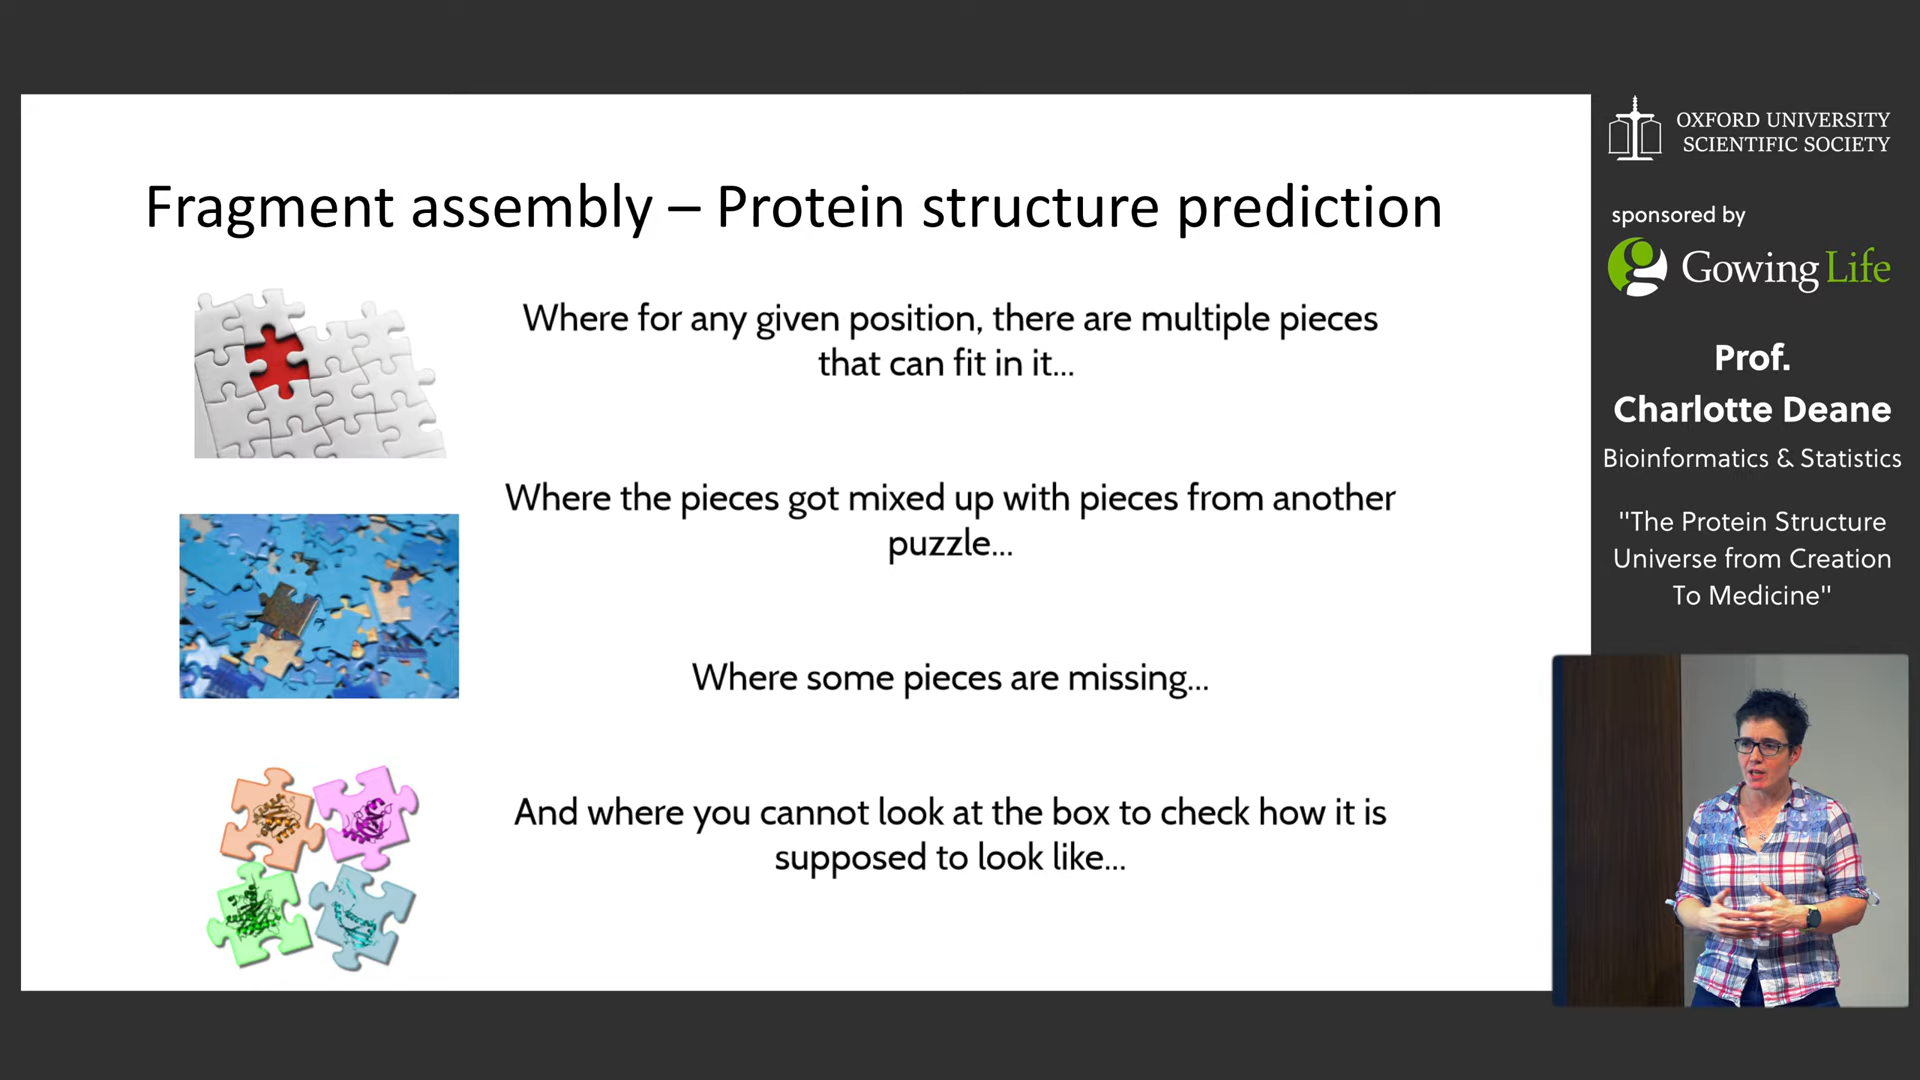 Fragment assembly – Protein structure prediction
Where for any given position, there are multiple pieces
that can fit in it...
Where the pieces got mixed up with pieces from another
puzzle...
Where some pieces are missing...
And where you cannot look at the box to check how it is
supposed to look like...
OXFORD UNIVERSITY
SCIENTIFIC SOCIETY
sponsored by
Gowing Life
Prof.
Charlotte Deane
Bioinformatics & Statistics
"The Protein Structure
Universe from Creation
To Medicine"